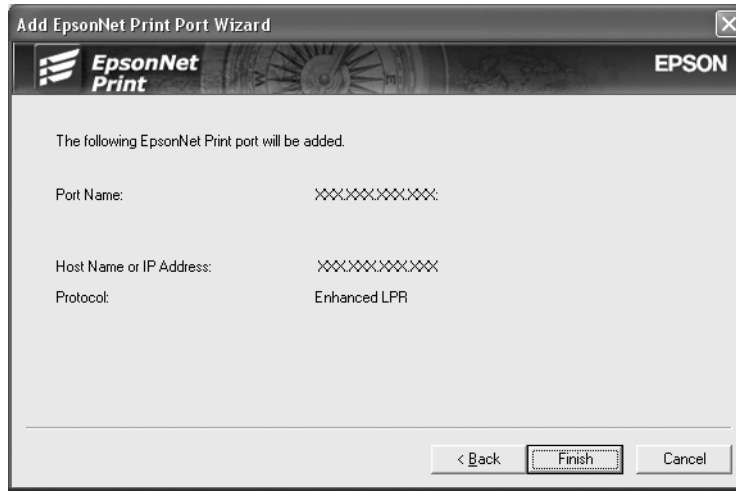 Add EpsonNet Print Port Wizard
EpsonNet
Print
EPSON
The following EpsonNet Print port will be added.
Port Name: XXX.XXX.XXX.XXX:
Host Name or IP Address: XXX.XXX.XXX.XXX
Protocol: Enhanced LPR
< Back Finish Cancel